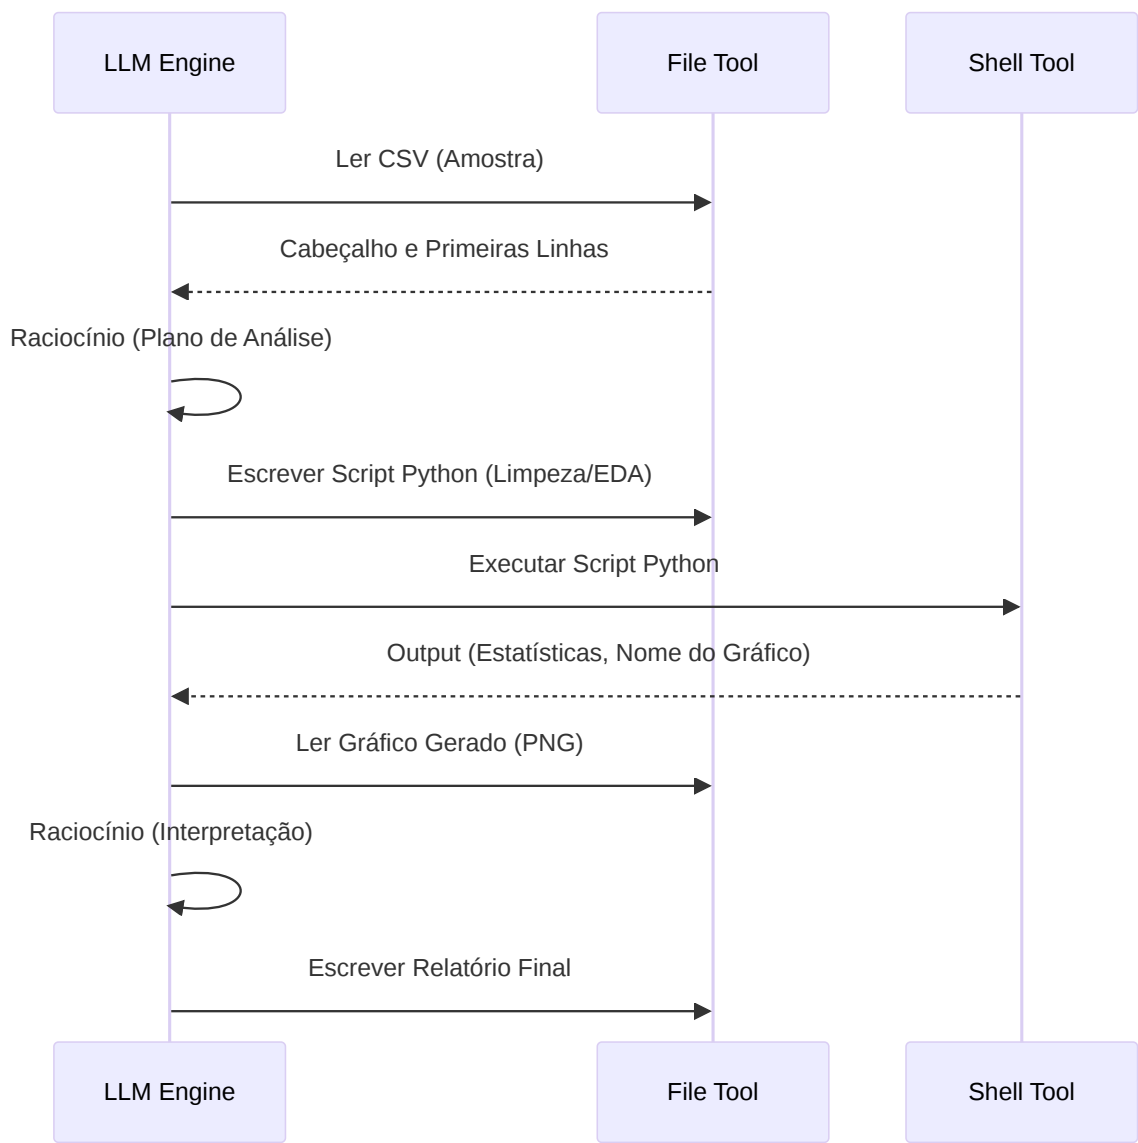 LLM Engine
File Tool
Shell Tool
Ler CSV (Amostra)
Cabeçalho e Primeiras Linhas
Raciocínio (Plano de Análise)
Escrever Script Python (Limpeza/EDA)
Executar Script Python
Output (Estatísticas, Nome do Gráfico)
Ler Gráfico Gerado (PNG)
Raciocínio (Interpretação)
Escrever Relatório Final
LLM Engine
File Tool
Shell Tool